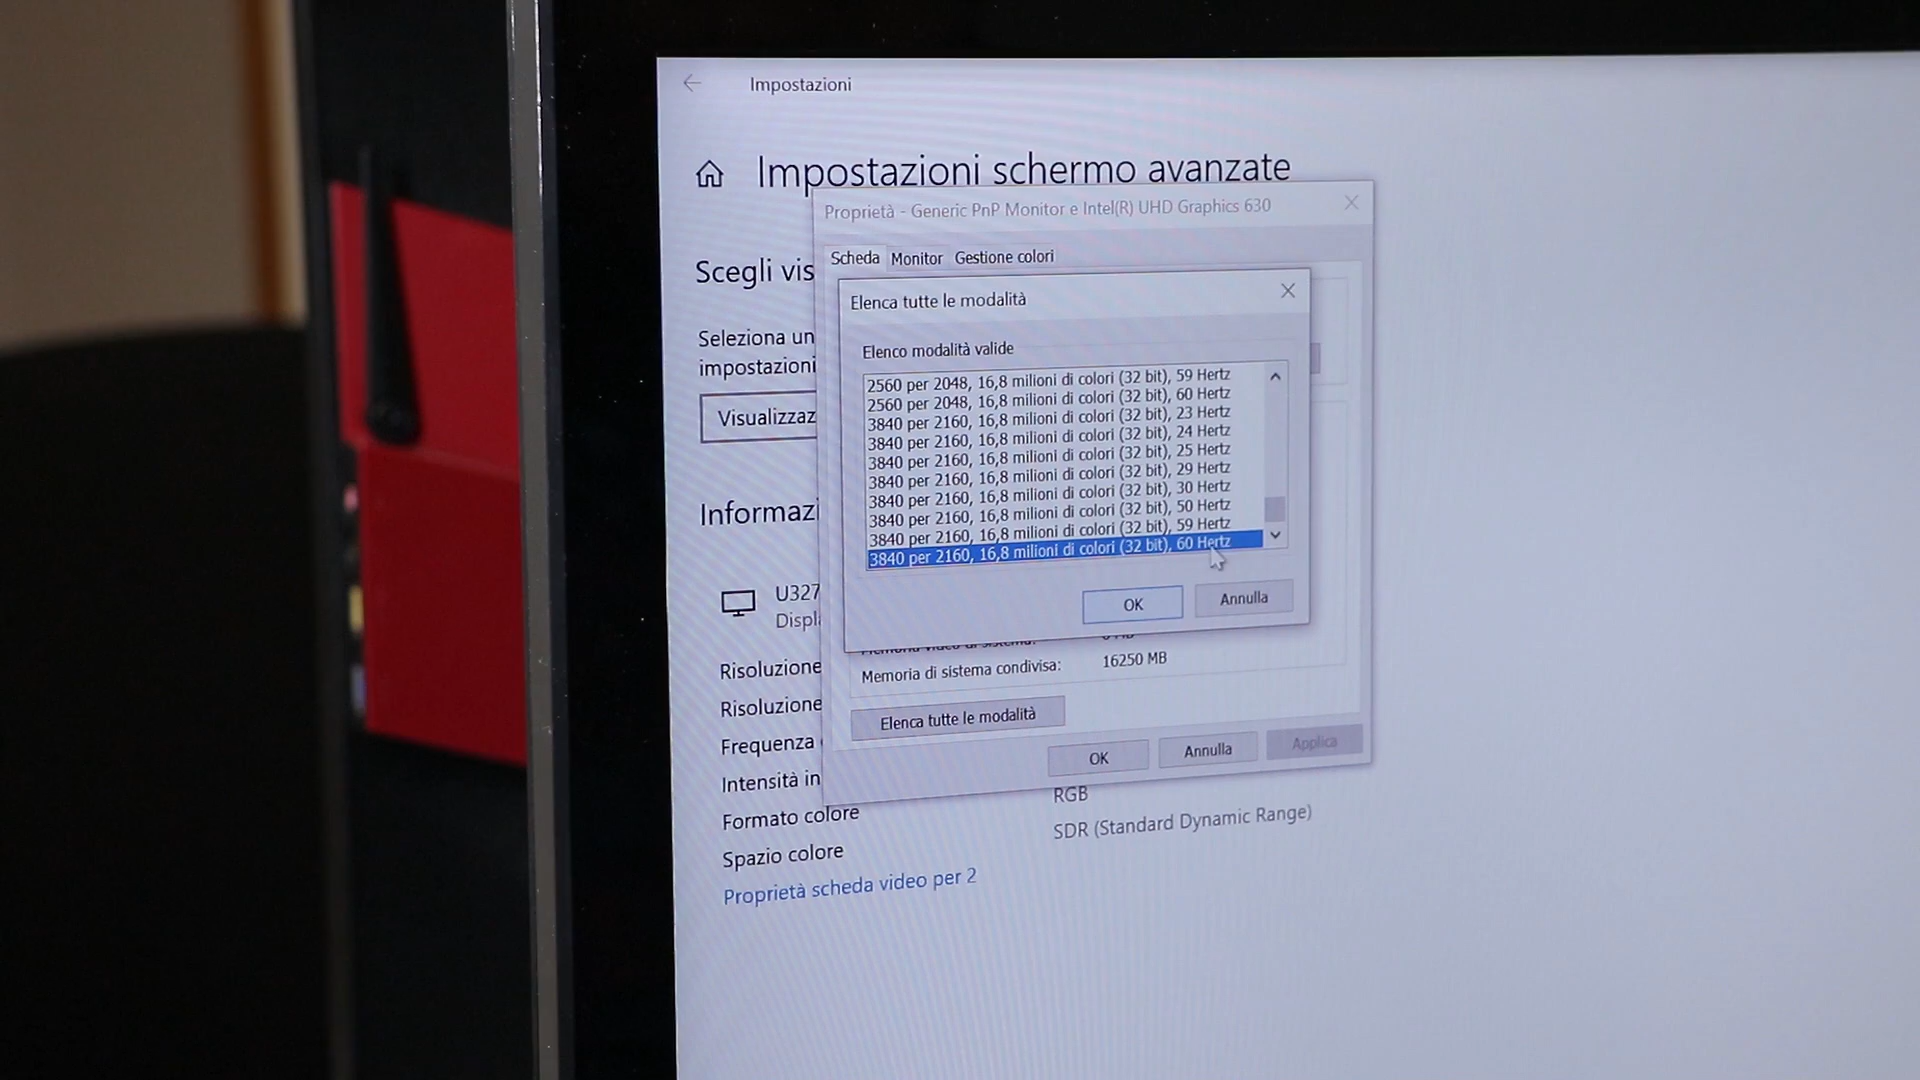 Impostazioni
Impostazioni schermo avanzate
Proprietà - Generic PnP Monitor e Intel(R) UHD Graphics 630
Scheda Monitor Gestione colori
Scegli vis
Elenca tutte le modalità
Seleziona un
impostazioni
Elenco modalità valide
2560 per 2048, 16,8 milioni di colori (32 bit), 59 Hertz
2560 per 2048, 16,8 milioni di colori (32 bit), 60 Hertz
3840 per 2160, 16,8 milioni di colori (32 bit), 23 Hertz
3840 per 2160, 16,8 milioni di colori (32 bit), 24 Hertz
3840 per 2160, 16,8 milioni di colori (32 bit), 25 Hertz
3840 per 2160, 16,8 milioni di colori (32 bit), 29 Hertz
3840 per 2160, 16,8 milioni di colori (32 bit), 30 Hertz
3840 per 2160, 16,8 milioni di colori (32 bit), 50 Hertz
3840 per 2160, 16,8 milioni di colori (32 bit), 59 Hertz
3840 per 2160, 16,8 milioni di colori (32 bit), 60 Hertz
Visualizzaz
Informazi
OK Annulla
U327
Displ
Memoria di sistema condivisa: 16250 MB
Elenca tutte le modalità
OK Annulla Applica
Risoluzione
Risoluzione
Frequenza
Intensità in
Formato colore RGB
Spazio colore SDR (Standard Dynamic Range)
Proprietà scheda video per 2